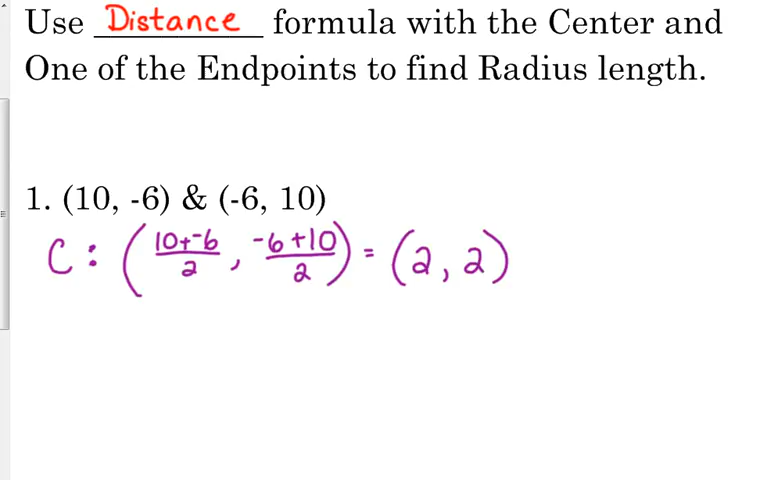 Use Distance formula with the Center and
One of the Endpoints to find Radius length.
1. (10, -6) & (-6, 10)
C : (10+-6/2, -6+10/2) = (2, 2)